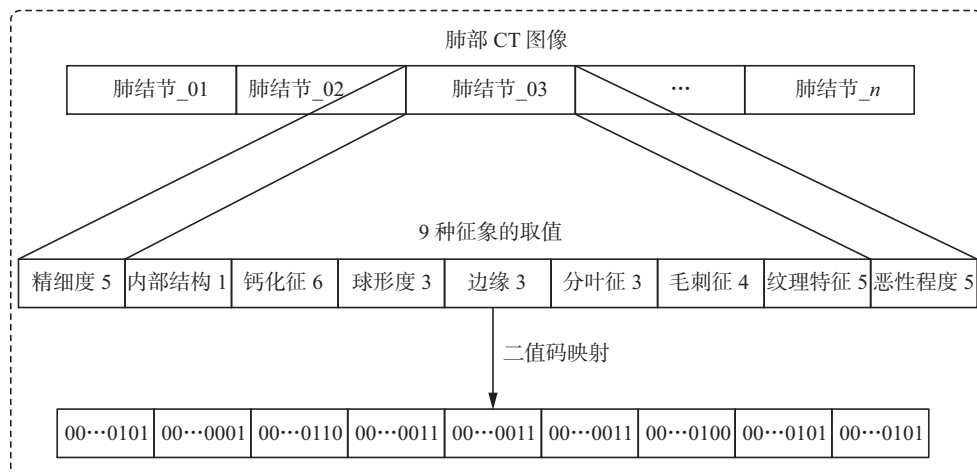 肺部 CT 图像
肺结节_01 肺结节_02 肺结节_03 … 肺结节_n
9 种征象的取值
精细度 5 内部结构 1 钙化征 6 球形度 3 边缘 3 分叶征 3 毛刺征 4 纹理特征 5 恶性程度 5
二值码映射
00…0101 00…0001 00…0110 00…0011 00…0011 00…0011 00…0100 00…0101 00…0101